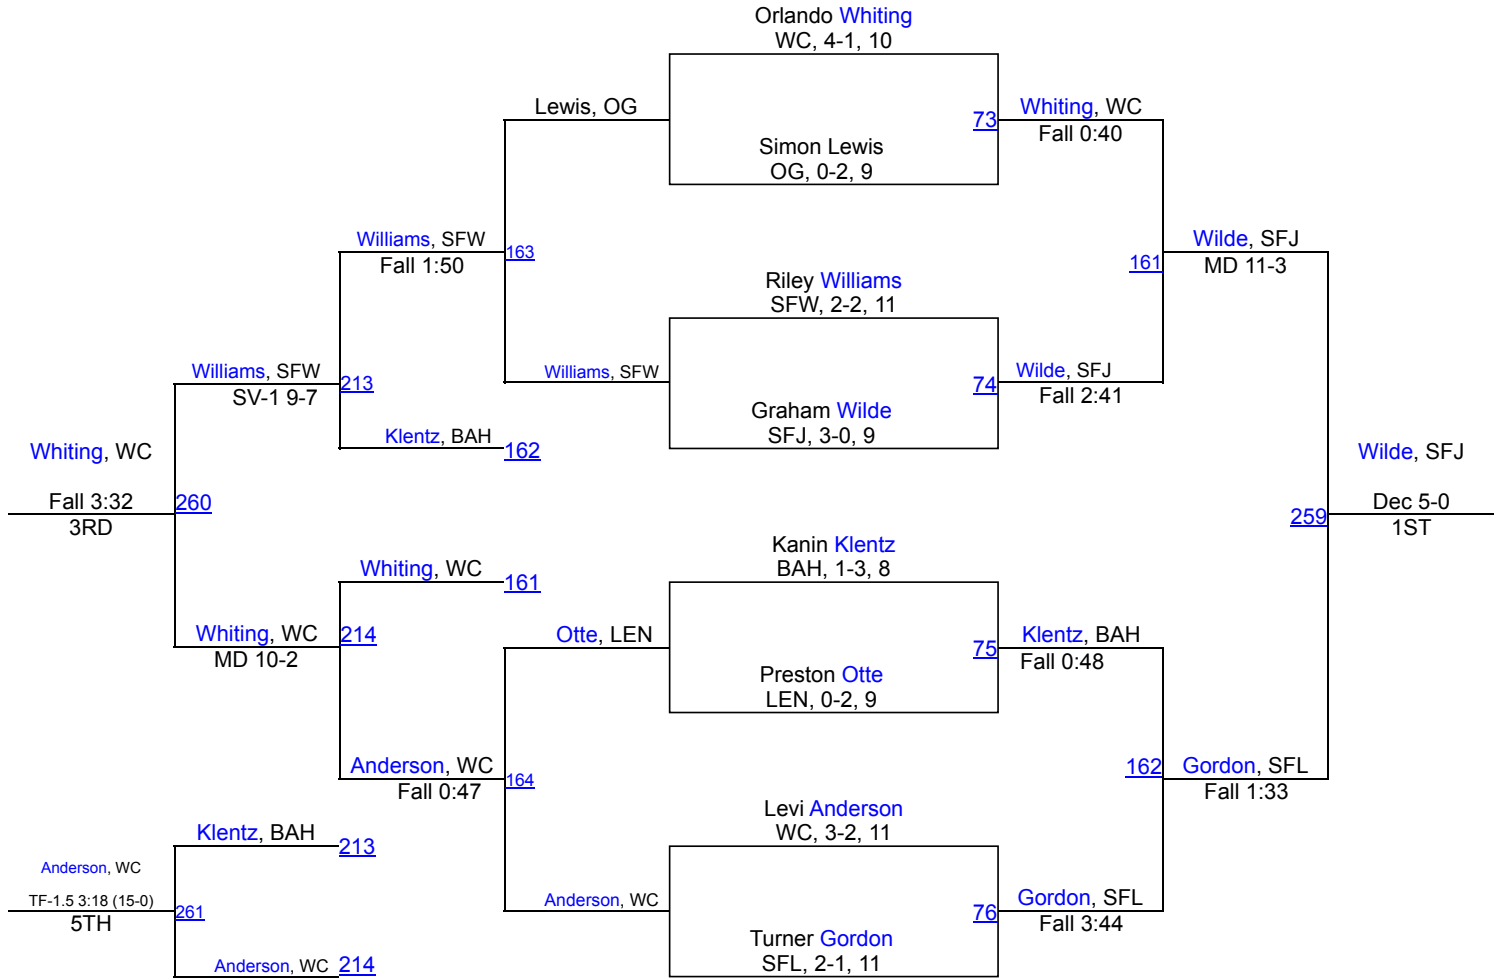 Orlando Whiting
WC, 4-1, 10
Lewis, OG
73
Whiting, WC
Fall 0:40
Simon Lewis
OG, 0-2, 9
Williams, SFW
Fall 1:50
163
161
Wilde, SFJ
MD 11-3
Riley Williams
SFW, 2-2, 11
Williams, SFW
SV-1 9-7
213
Williams, SFW
74
Wilde, SFJ
Fall 2:41
Graham Wilde
SFJ, 3-0, 9
Klentz, BAH
162
Whiting, WC
Fall 3:32
3RD
260
259
Wilde, SFJ
Dec 5-0
1ST
Kanin Klentz
BAH, 1-3, 8
Whiting, WC
161
Whiting, WC
MD 10-2
214
Otte, LEN
75
Klentz, BAH
Fall 0:48
Preston Otte
LEN, 0-2, 9
Anderson, WC
Fall 0:47
164
162
Gordon, SFL
Fall 1:33
Levi Anderson
WC, 3-2, 11
Klentz, BAH
213
Anderson, WC
TF-1.5 3:18 (15-0)
5TH
261
Anderson, WC
76
Gordon, SFL
Fall 3:44
Turner Gordon
SFL, 2-1, 11
Anderson, WC
214